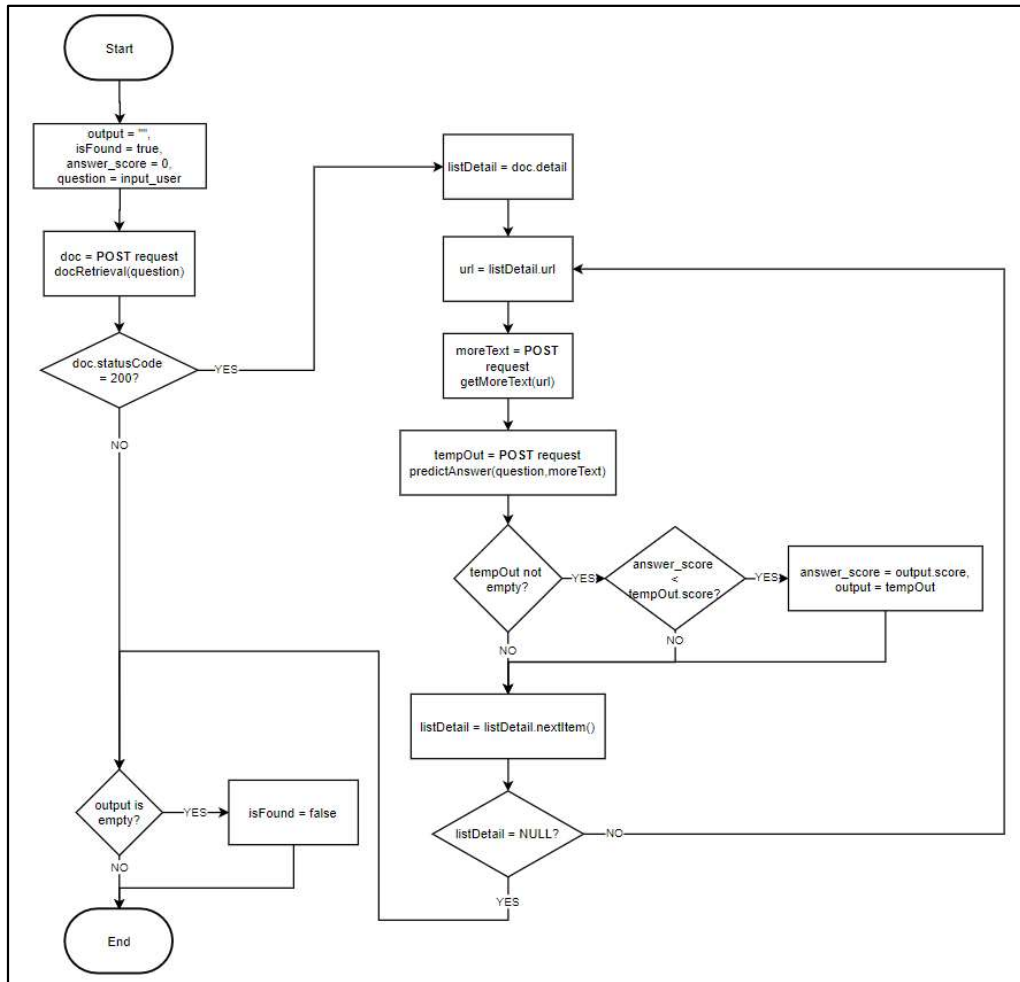 Start
output = "",
isFound = true,
answer_score = 0,
question = input_user
doc = POST request
docRetrieval(question)
doc.statusCode
= 200?
YES
NO
listDetail = doc.detail
url = listDetail.url
moreText = POST
request
getMoreText(url)
tempOut = POST request
predictAnswer(question,moreText)
tempOut not
empty?
YES
NO
answer_score
<
tempOut.score?
YES
NO
answer_score = output.score,
output = tempOut
listDetail = listDetail.nextItem()
listDetail = NULL?
NO
YES
output is
empty?
YES
NO
isFound = false
End